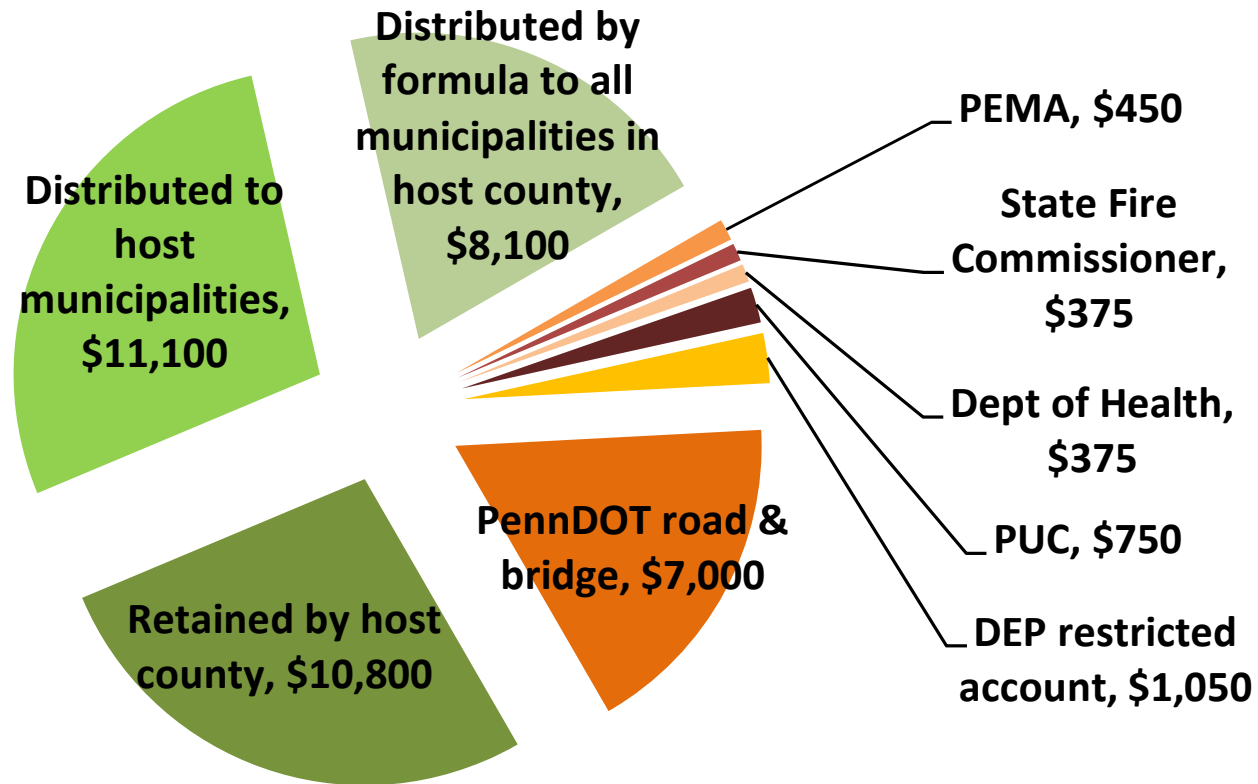 Distributed by
formula to all
municipalities in
host county,
$8,100
PEMA, $450
State Fire
Commissioner,
$375
Dept of Health,
$375
PUC, $750
DEP restricted
account, $1,050
PennDOT road &
bridge, $7,000
Retained by host
county, $10,800
Distributed to
host
municipalities,
$11,100